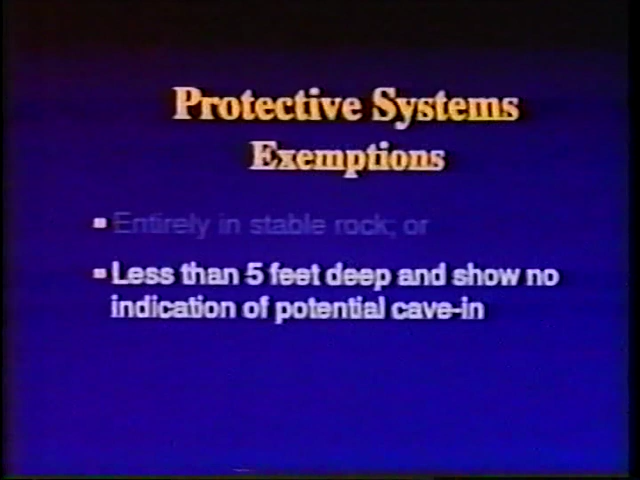 Protective Systems
Exemptions
Entirely in stable rock; or
Less than 5 feet deep and show no
indication of potential cave-in